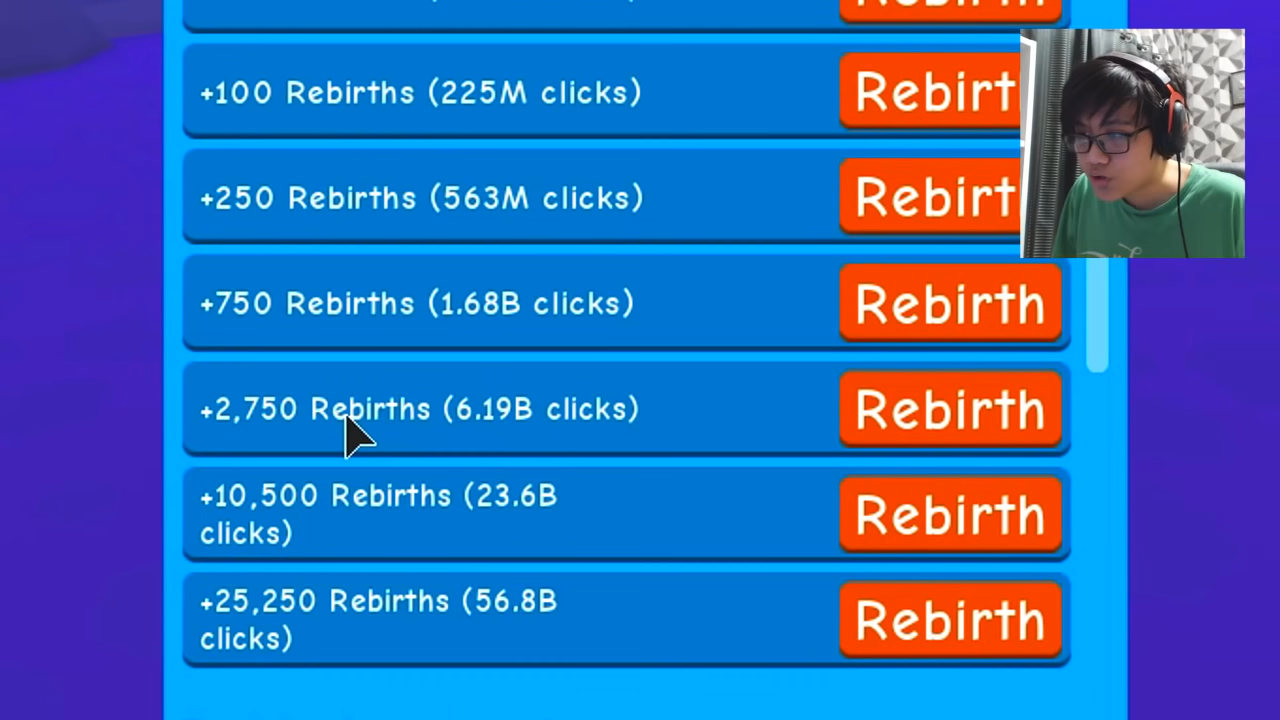 +100 Rebirths (225M clicks)
Rebirt
+250 Rebirths (563M clicks)
Rebirt
+750 Rebirths (1.68B clicks)
Rebirth
+2,750 Rebirths (6.19B clicks)
Rebirth
+10,500 Rebirths (23.6B
clicks)
Rebirth
+25,250 Rebirths (56.8B
clicks)
Rebirth